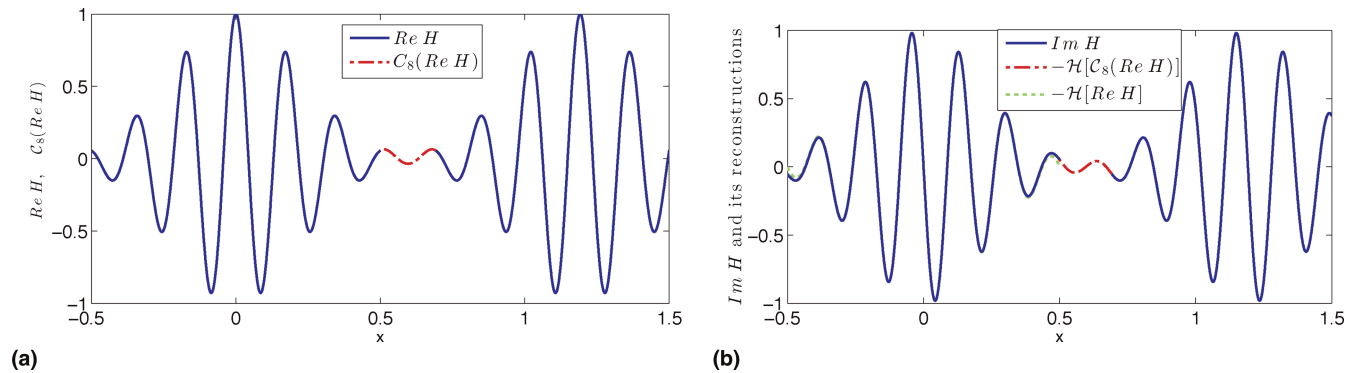 1
0.5
0
−0.5
−1
Re H, C₈(Re H)
Re H
C₈(Re H)
−0.5 0 0.5 1 1.5
x
(a)
1
0.5
0
−0.5
−1
Im H and its reconstructions
Im H
−ℋ[𝒞₈(Re H)]
−ℋ[Re H]
−0.5 0 0.5 1 1.5
x
(b)